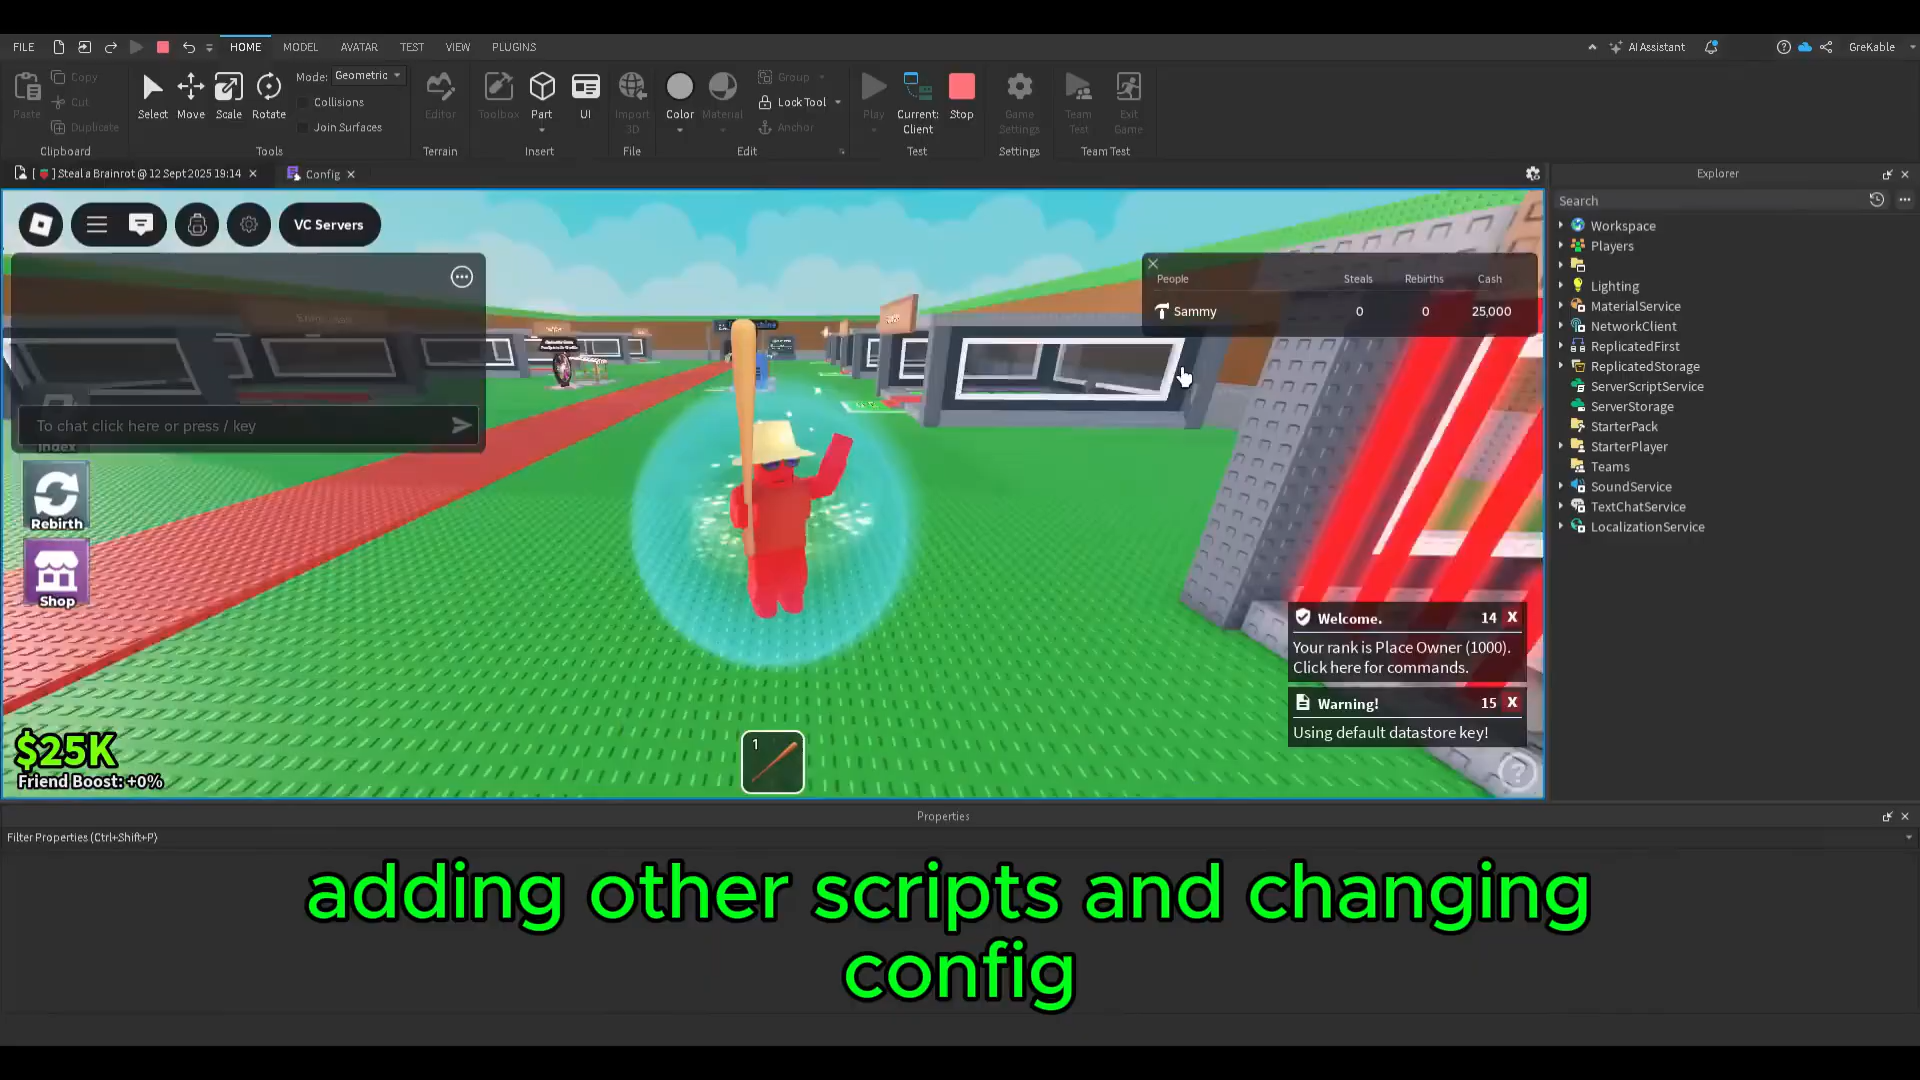 FILE HOME MODEL AVATAR TEST VIEW PLUGINS AI Assistant GreKable
Paste Copy Cut Duplicate Clipboard
Select Move Scale Rotate Mode: Geometric Collisions Join Surfaces Tools
Editor Terrain
Toolbox Part UI Insert
Import 3D File
Color Material Group Lock Tool Anchor Edit
Play Current: Client Stop Test
Game Settings Settings
Team Test Exit Game Team Test
[ ] Steal a Brainrot @ 12 Sept 2025 19:14 Config
Explorer
Search
Workspace
Players
Lighting
MaterialService
NetworkClient
ReplicatedFirst
ReplicatedStorage
ServerScriptService
ServerStorage
StarterPack
StarterPlayer
Teams
SoundService
TextChatService
LocalizationService
VC Servers
People Steals Rebirths Cash
Sammy 0 0 25,000
To chat click here or press / key
Index
Rebirth
Shop
Welcome. 14 X
Your rank is Place Owner (1000).
Click here for commands.
Warning! 15 X
Using default datastore key!
$25K
Friend Boost: +0%
1
?
Properties
Filter Properties (Ctrl+Shift+P)
adding other scripts and changing
config